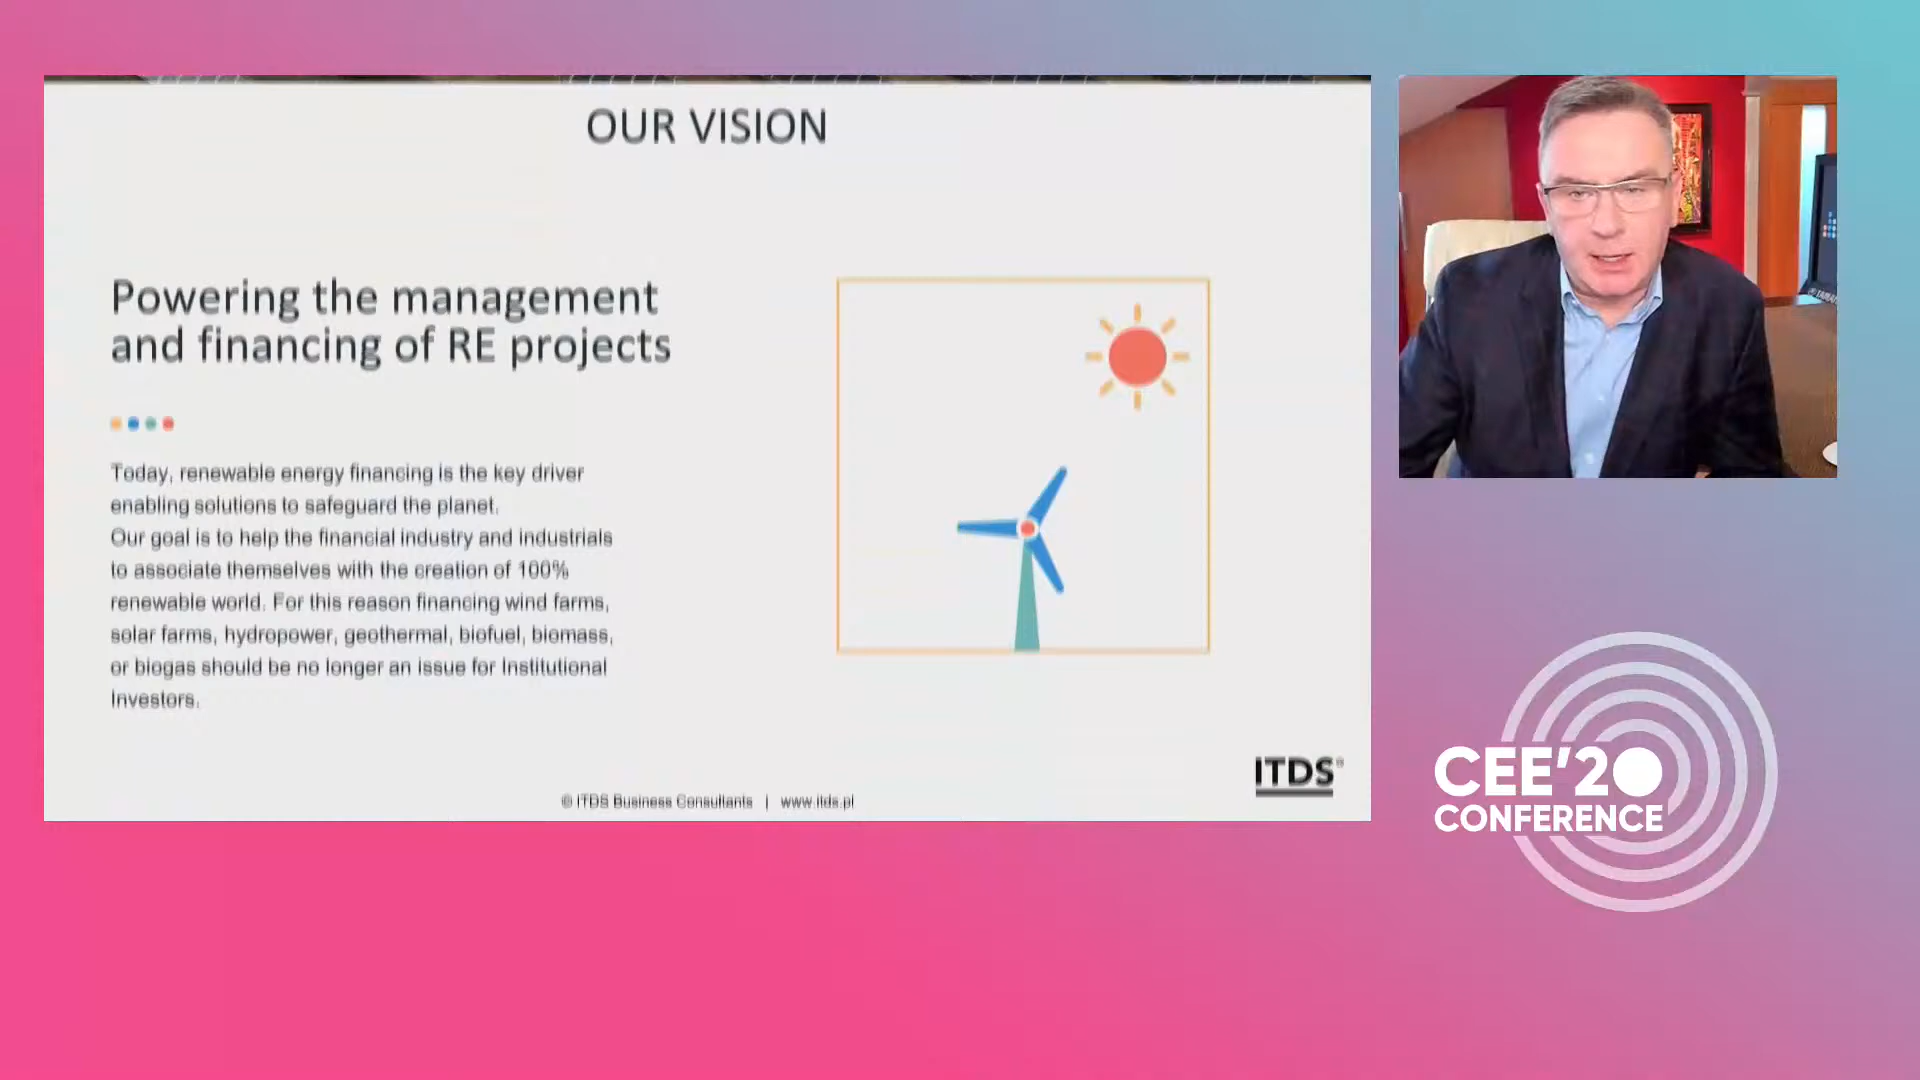 OUR VISION
Powering the management
and financing of RE projects
Today, renewable energy financing is the key driver
enabling solutions to safeguard the planet.
Our goal is to help the financial industry and industrials
to associate themselves with the creation of 100%
renewable world. For this reason financing wind farms,
solar farms, hydropower, geothermal, biofuel, biomass,
or biogas should be no longer an issue for Institutional
Investors.
ITDS®
© ITDS Business Consultants | www.itds.pl
CEE'20
CONFERENCE